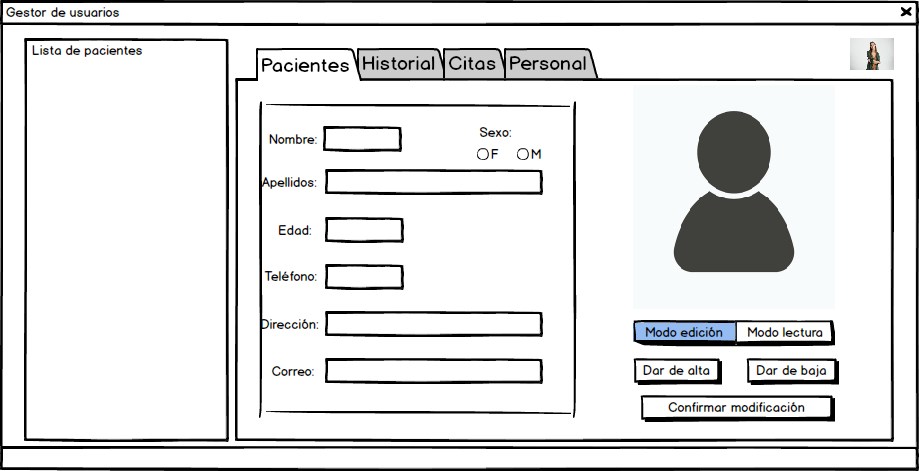 Gestor de usuarios
Lista de pacientes
Pacientes Historial Citas Personal
Sexo:
Nombre:
F M
Apellidos:
Edad:
Teléfono:
Dirección:
Correo:
Modo edición Modo lectura
Dar de alta Dar de baja
Confirmar modificación